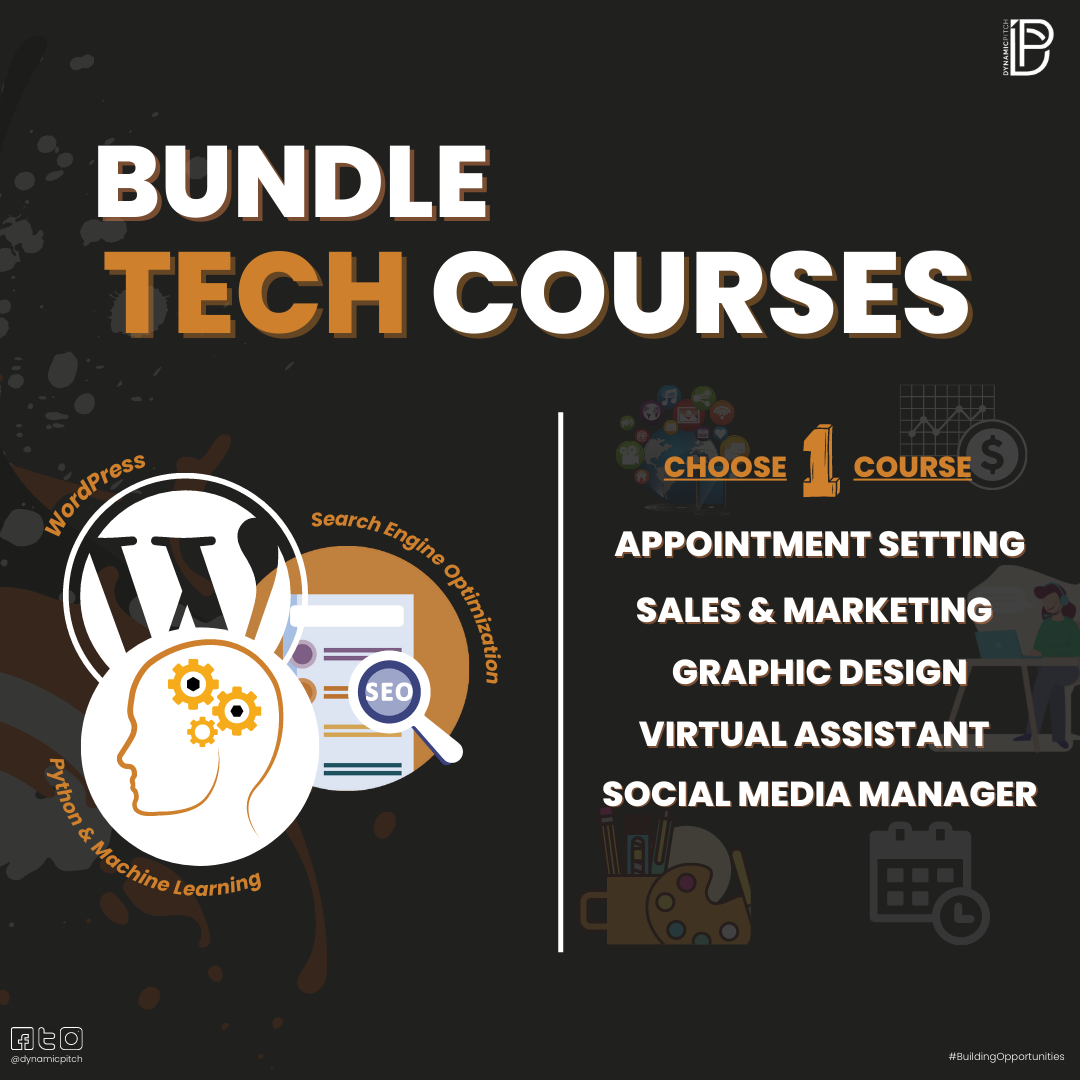 DYNAMICPITCH
BUNDLE
TECH COURSES
WordPress
Search Engine Optimization
SEO
Python & Machine Learning
CHOOSE 1 COURSE
APPOINTMENT SETTING
SALES & MARKETING
GRAPHIC DESIGN
VIRTUAL ASSISTANT
SOCIAL MEDIA MANAGER
@dynamicpitch
#BuildingOpportunities